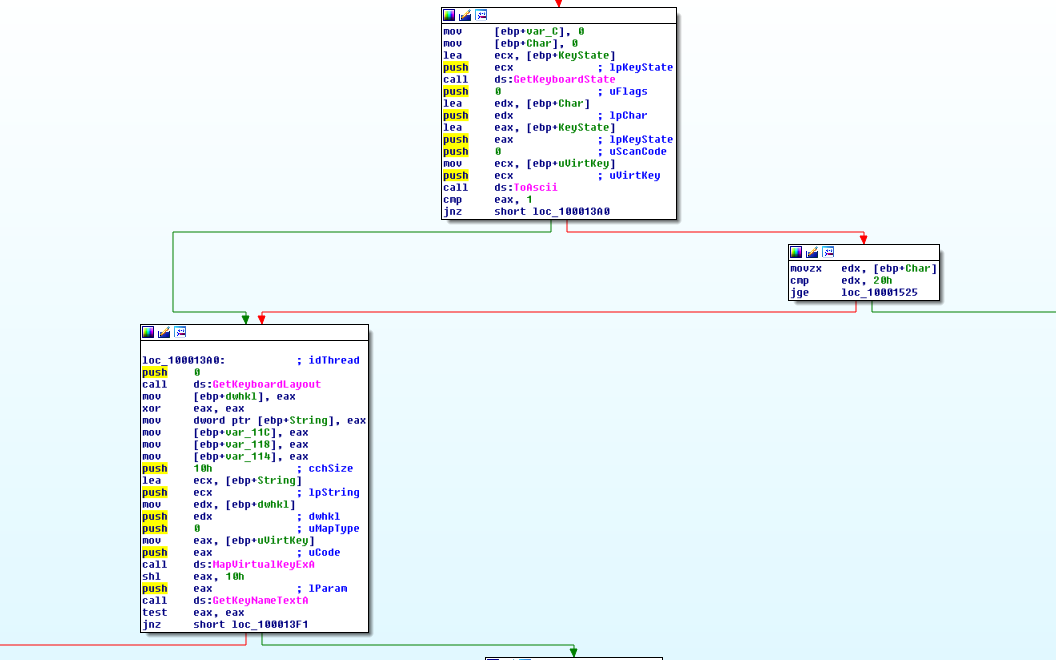 mov [ebp+var_C], 0
mov [ebp+Char], 0
lea ecx, [ebp+KeyState]
push ecx ; lpKeyState
call ds:GetKeyboardState
push 0 ; uFlags
lea edx, [ebp+Char]
push edx ; lpChar
lea eax, [ebp+KeyState]
push eax ; lpKeyState
push 0 ; uScanCode
mov ecx, [ebp+uVirtKey]
push ecx ; uVirtKey
call ds:ToAscii
cmp eax, 1
jnz short loc_100013A0
movzx edx, [ebp+Char]
cmp edx, 20h
jge loc_10001525
loc_100013A0: ; idThread
push 0
call ds:GetKeyboardLayout
mov [ebp+dwhkl], eax
xor eax, eax
mov dword ptr [ebp+String], eax
mov [ebp+var_11C], eax
mov [ebp+var_118], eax
mov [ebp+var_114], eax
push 10h ; cchSize
lea ecx, [ebp+String]
push ecx ; lpString
mov edx, [ebp+dwhkl]
push edx ; dwhkl
push 0 ; uMapType
mov eax, [ebp+uVirtKey]
push eax ; uCode
call ds:MapVirtualKeyExA
shl eax, 10h
push eax ; lParam
call ds:GetKeyNameTextA
test eax, eax
jnz short loc_100013F1